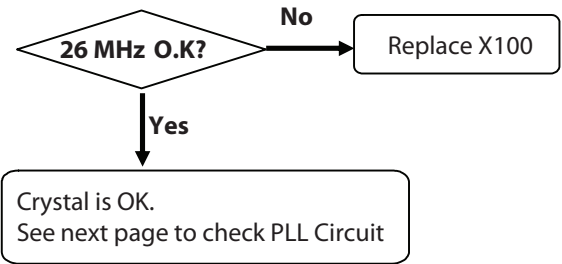 No
26 MHz O.K?
Replace X100
Yes
Crystal is OK.
See next page to check PLL Circuit